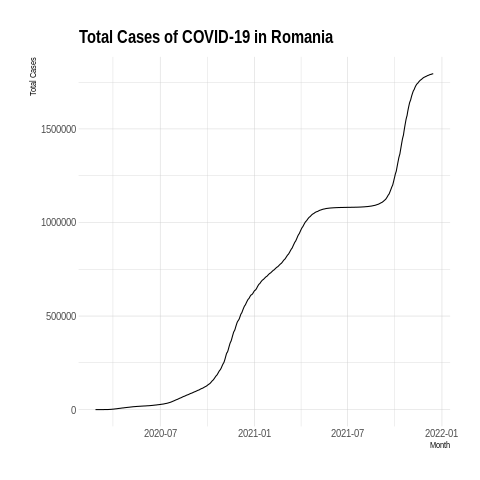 Total Cases of COVID-19 in Romania
Total Cases
1500000
1000000
500000
0
2020-07 2021-01 2021-07 2022-01
Month